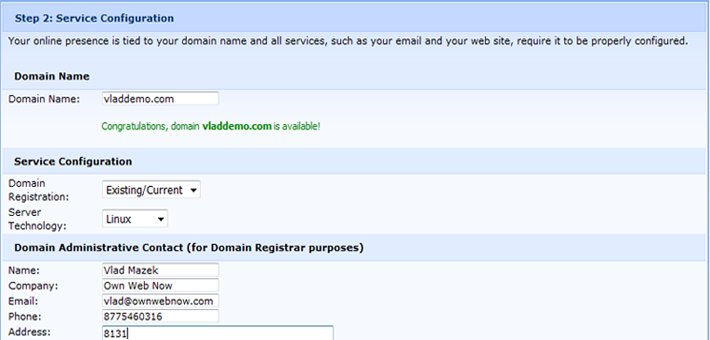 Step 2: Service Configuration
Your online presence is tied to your domain name and all services, such as your email and your web site, require it to be properly configured.
Domain Name
Domain Name: vladdemo.com
Congratulations, domain vladdemo.com is available!
Service Configuration
Domain
Registration: Existing/Current
Server
Technology: Linux
Domain Administrative Contact (for Domain Registrar purposes)
Name: Vlad Mazek
Company: Own Web Now
Email: vlad@ownwebnow.com
Phone: 8775460316
Address: 8131